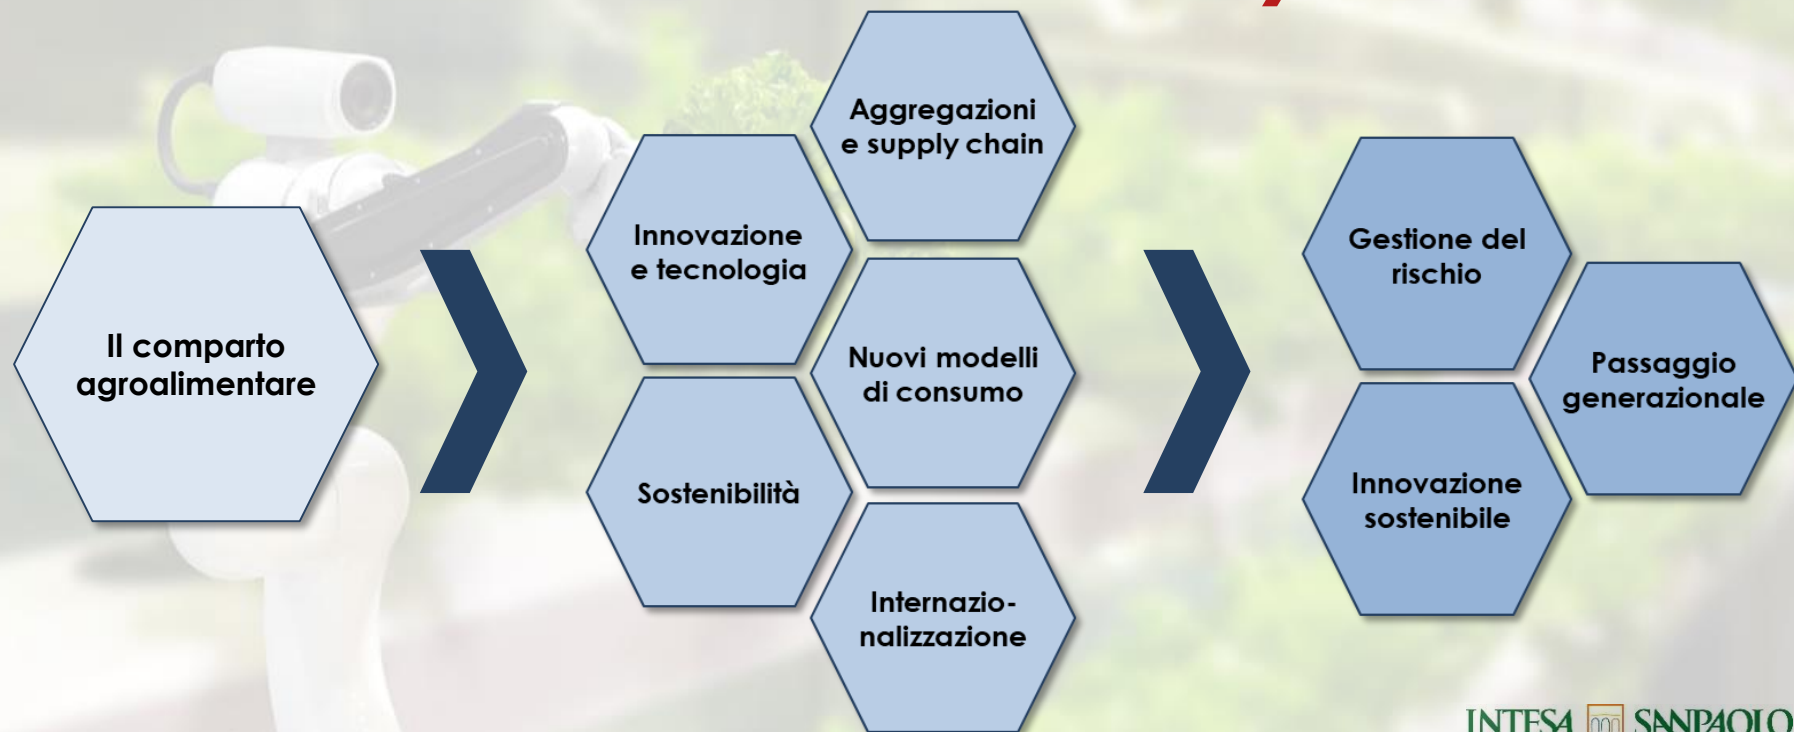 Il comparto
agroalimentare
Innovazione
e tecnologia
Aggregazioni
e supply chain
Nuovi modelli
di consumo
Sostenibilità
Internazio-
nalizzazione
Gestione del
rischio
Passaggio
generazionale
Innovazione
sostenibile
INTESA SANPAOLO